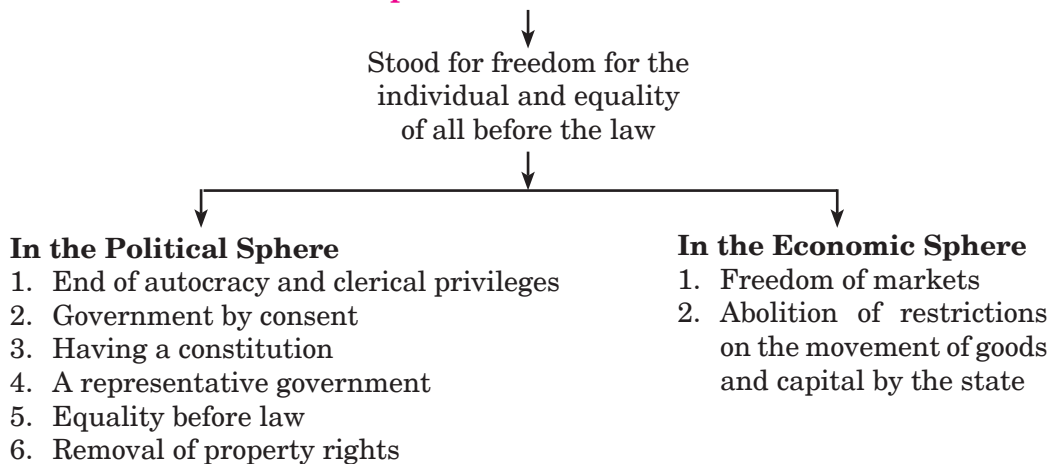 Stood for freedom for the
individual and equality
of all before the law
In the Political Sphere
1. End of autocracy and clerical privileges
2. Government by consent
3. Having a constitution
4. A representative government
5. Equality before law
6. Removal of property rights
In the Economic Sphere
1. Freedom of markets
2. Abolition of restrictions
on the movement of goods
and capital by the state